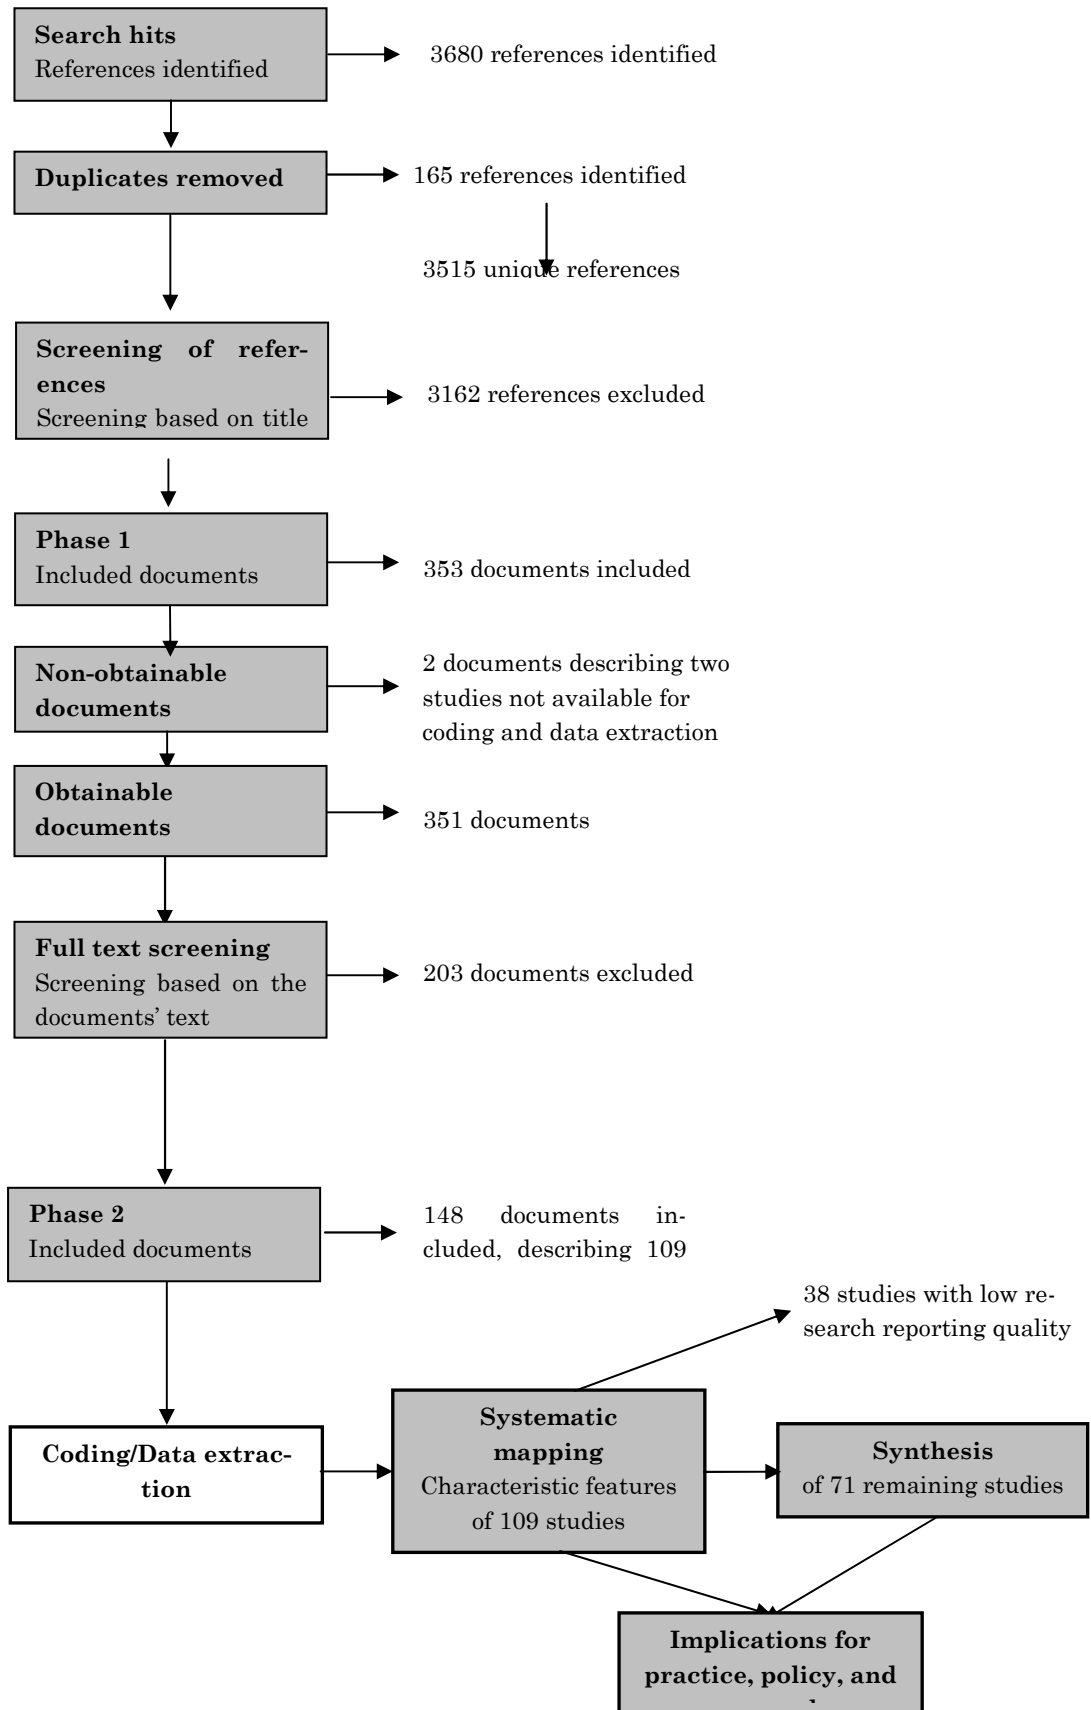 Search hits
References identified
3680 references identified
Duplicates removed
165 references identified
3515 unique references
Screening of refer-
ences
Screening based on title
3162 references excluded
Phase 1
Included documents
353 documents included
Non-obtainable
documents
2 documents describing two
studies not available for
coding and data extraction
Obtainable
documents
351 documents
Full text screening
Screening based on the
documents’ text
203 documents excluded
Phase 2
Included documents
148 documents in-
cluded, describing 109
38 studies with low re-
search reporting quality
Coding/Data extrac-
tion
Systematic
mapping
Characteristic features
of 109 studies
Synthesis
of 71 remaining studies
Implications for
practice, policy, and